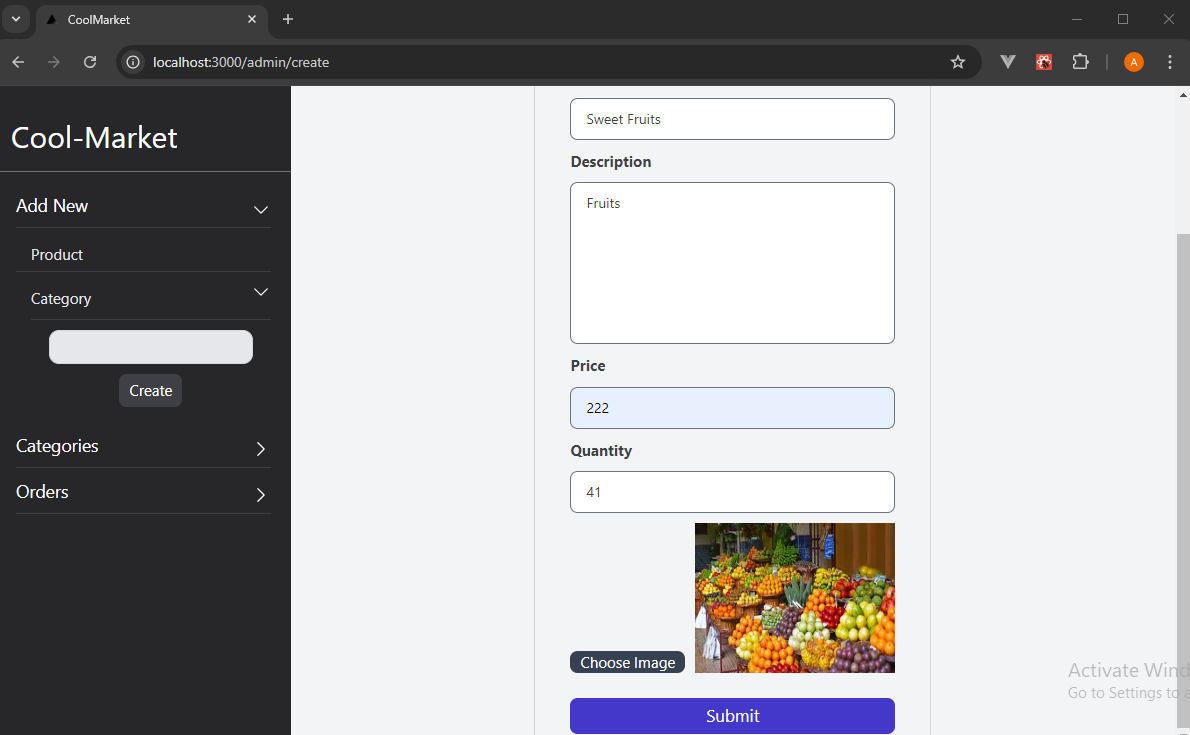 CoolMarket
localhost:3000/admin/create
A
Cool-Market
Add New
Product
Category
Create
Categories
Orders
Sweet Fruits
Description
Fruits
Price
222
Quantity
41
Choose Image
Submit
Activate Wind
Go to Settings to a